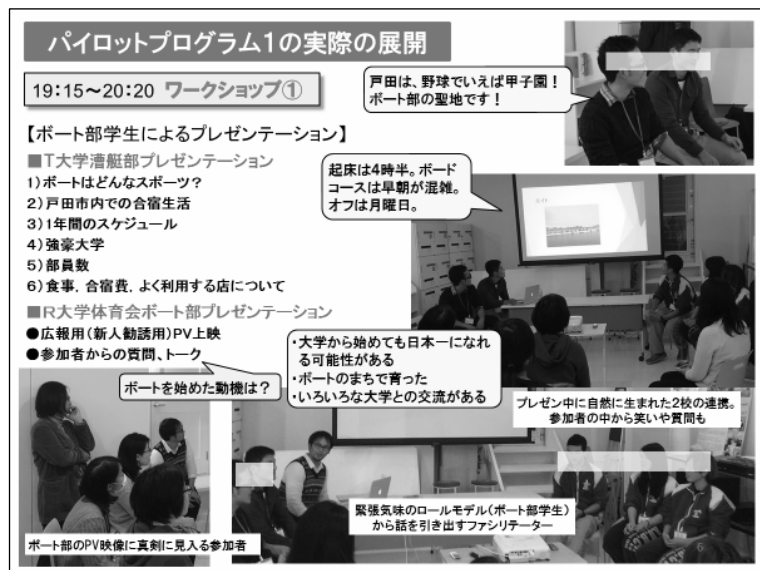 パイロットプログラム1の実際の展開
19:15～20:20 ワークショップ①
【ボート部学生によるプレゼンテーション】
■T大学漕艇部プレゼンテーション
1)ボートはどんなスポーツ?
2)戸田市内での合宿生活
3)1年間のスケジュール
4)強豪大学
5)部員数
6)食事,合宿費,よく利用する店について
■R大学体育会ボート部プレゼンテーション
●広報用(新人勧誘用)PV上映
●参加者からの質問、トーク
戸田は、野球でいえば甲子園!
ボート部の聖地です!
起床は4時半。ボード
コースは早朝が混雑。
オフは月曜日。
ボートを始めた動機は?
・大学から始めても日本一になれ
る可能性がある
・ボートのまちで育った
・いろいろな大学との交流がある
プレゼン中に自然に生まれた2校の連携。
参加者の中から笑いや質問も
緊張気味のロールモデル(ボート部学生)
から話を引き出すファシリテーター
ボート部のPV映像に真剣に見入る参加者
6